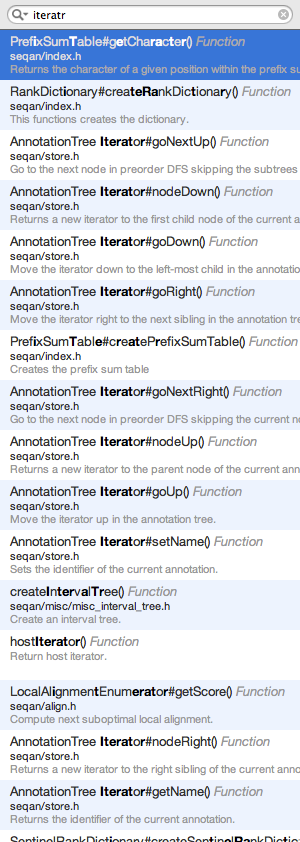 iteratr
PrefixSumTable#getCharacter() Function
seqan/index.h
Returns the character of a given position within the prefix su
RankDictionary#createRankDictionary() Function
seqan/index.h
This functions creates the dictionary.
AnnotationTree Iterator#goNextUp() Function
seqan/store.h
Go to the next node in preorder DFS skipping the subtrees
AnnotationTree Iterator#nodeDown() Function
seqan/store.h
Returns a new iterator to the first child node of the current a
AnnotationTree Iterator#goDown() Function
seqan/store.h
Move the iterator down to the left-most child in the annotatio
AnnotationTree Iterator#goRight() Function
seqan/store.h
Move the iterator right to the next sibling in the annotation tre
PrefixSumTable#createPrefixSumTable() Function
seqan/index.h
Creates the prefix sum table
AnnotationTree Iterator#goNextRight() Function
seqan/store.h
Go to the next node in preorder DFS skipping the current no
AnnotationTree Iterator#nodeUp() Function
seqan/store.h
Returns a new iterator to the parent node of the current ann
AnnotationTree Iterator#goUp() Function
seqan/store.h
Move the iterator up in the annotation tree.
AnnotationTree Iterator#setName() Function
seqan/store.h
Sets the identifier of the current annotation.
createIntervalTree() Function
seqan/misc/misc_interval_tree.h
Create an interval tree.
hostIterator() Function
Return host iterator.
LocalAlignmentEnumerator#getScore() Function
seqan/align.h
Compute next suboptimal local alignment.
AnnotationTree Iterator#nodeRight() Function
seqan/store.h
Returns a new iterator to the right sibling of the current anno
AnnotationTree Iterator#getName() Function
seqan/store.h
Returns the identifier of the current annotation.
SentinelRankDictionary#createSentinelRankDictio